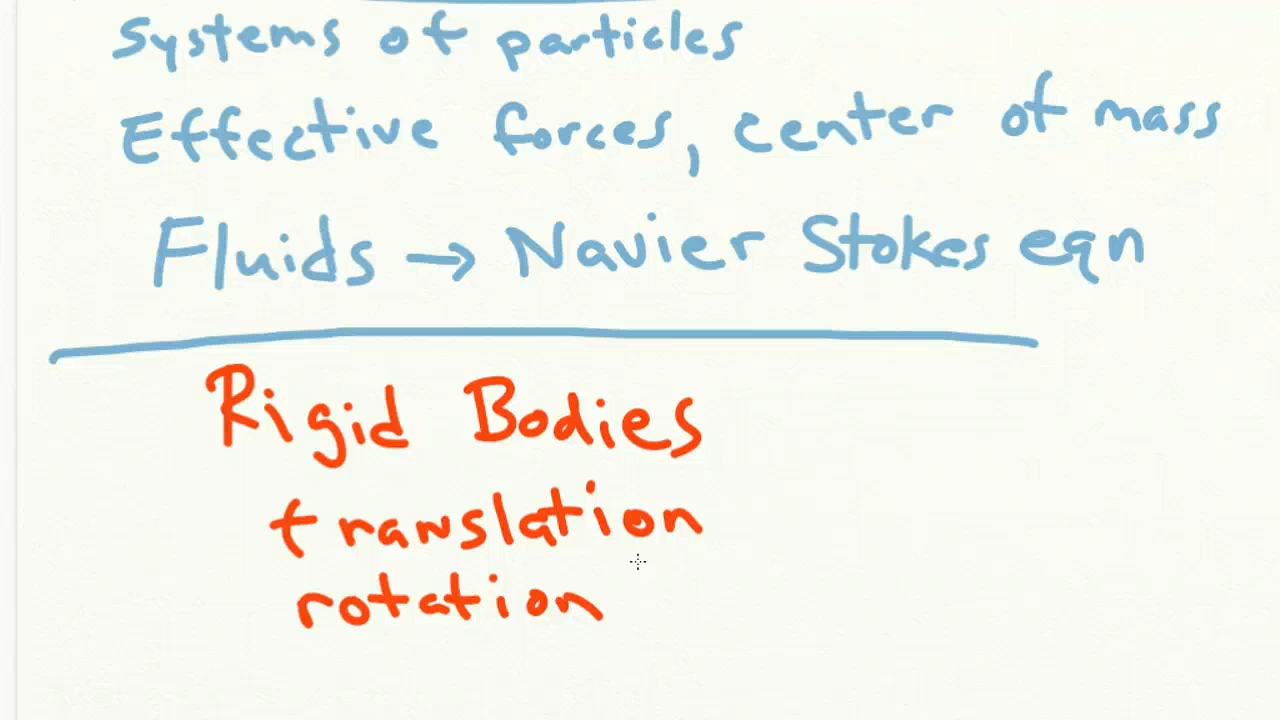 Systems of particles
Effective forces, center of mass
Fluids → Navier Stokes eqn
Rigid Bodies
translation
rotation